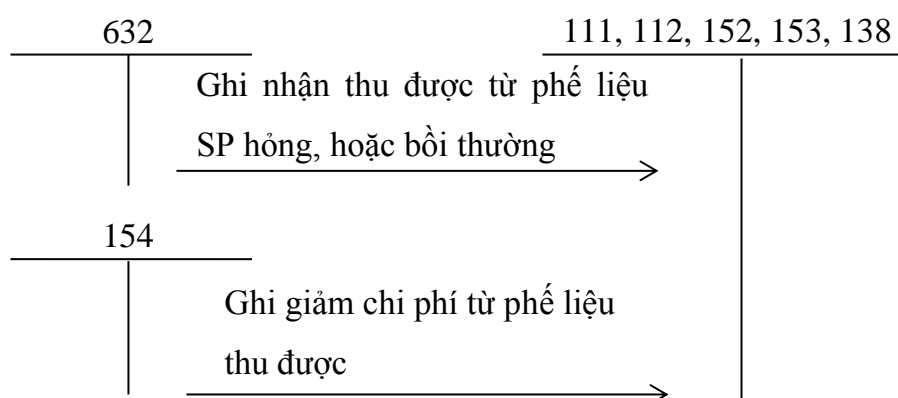 632
111, 112, 152, 153, 138
Ghi nhận thu được từ phế liệu
SP hỏng, hoặc bồi thường
154
Ghi giảm chi phí từ phế liệu
thu được